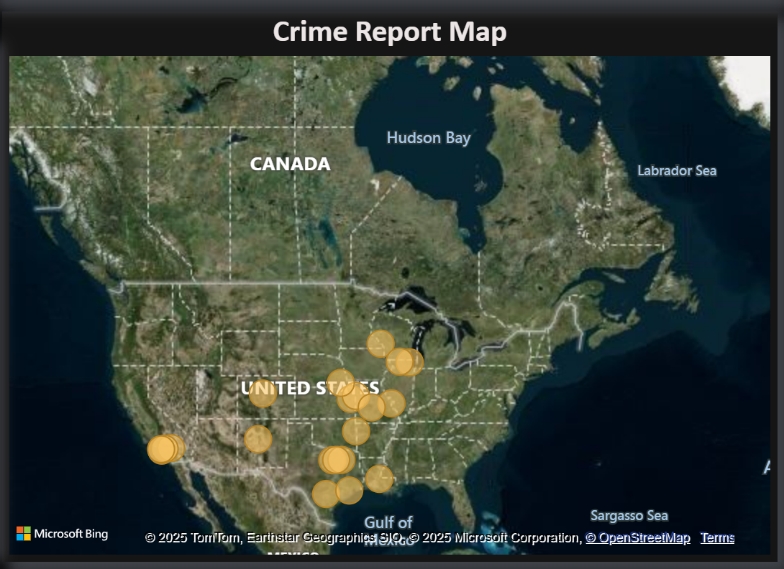 Crime Report Map
Hudson Bay
CANADA
Labrador Sea
UNITED STATES
Sargasso Sea
Gulf of
Mexico
A
Microsoft Bing
© 2025 TomTom, Earthstar Geographics SIO, © 2025 Microsoft Corporation, © OpenStreetMap Terms
MEXICO